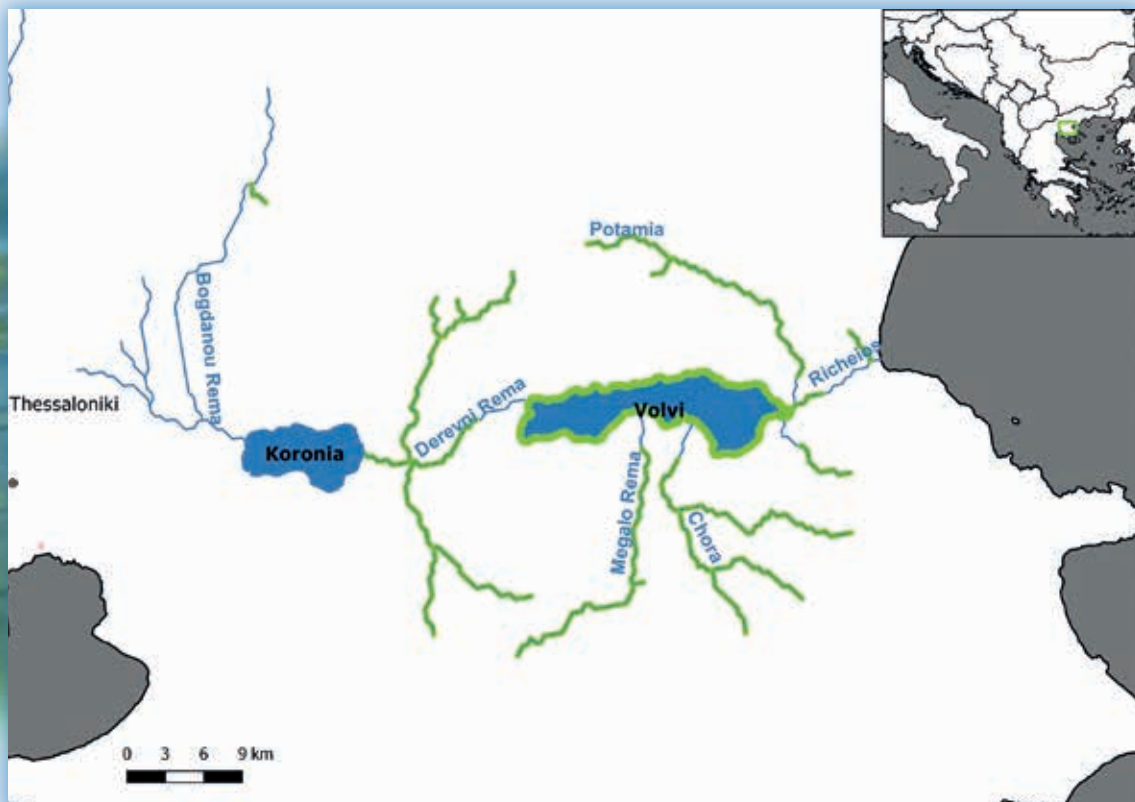 Potamia
Bogdanou Rema
Richeios
Thessaloniki
Derevni Rema
Volvi
Koronia
Megalo Rema
Chora
0 3 6 9 km